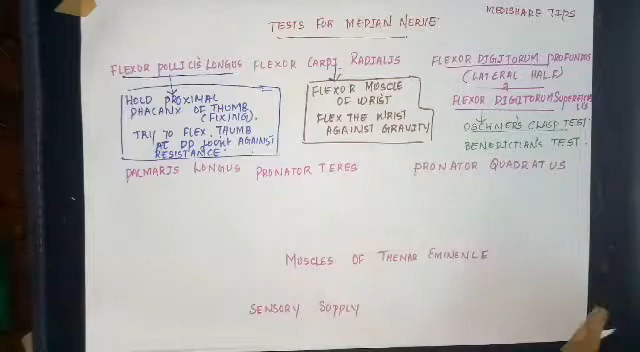 MEDISHARE TIPS
TESTS FOR MEDIAN NERVE
FLEXOR POLLICIS LONGUS
HOLD PROXIMAL
PHALANX OF THUMB
(FIXING).
TRY TO FLEX THUMB
AT DP JOINT AGAINST
RESISTANCE.
FLEXOR CARPI RADIALIS
FLEXOR MUSCLE
OF WRIST
FLEX THE WRIST
AGAINST GRAVITY
FLEXOR DIGITORUM PROFUNDOS
(LATERAL HALF)
&
FLEXOR DIGITORUM SUPERFICIALIS
OSCHNER'S CLASP TEST
BENEDICTIAN'S TEST.
PALMARIS LONGUS
PRONATOR TERES
PRONATOR QUADRATUS
MUSCLES OF THENAR EMINENCE
SENSORY SUPPLY